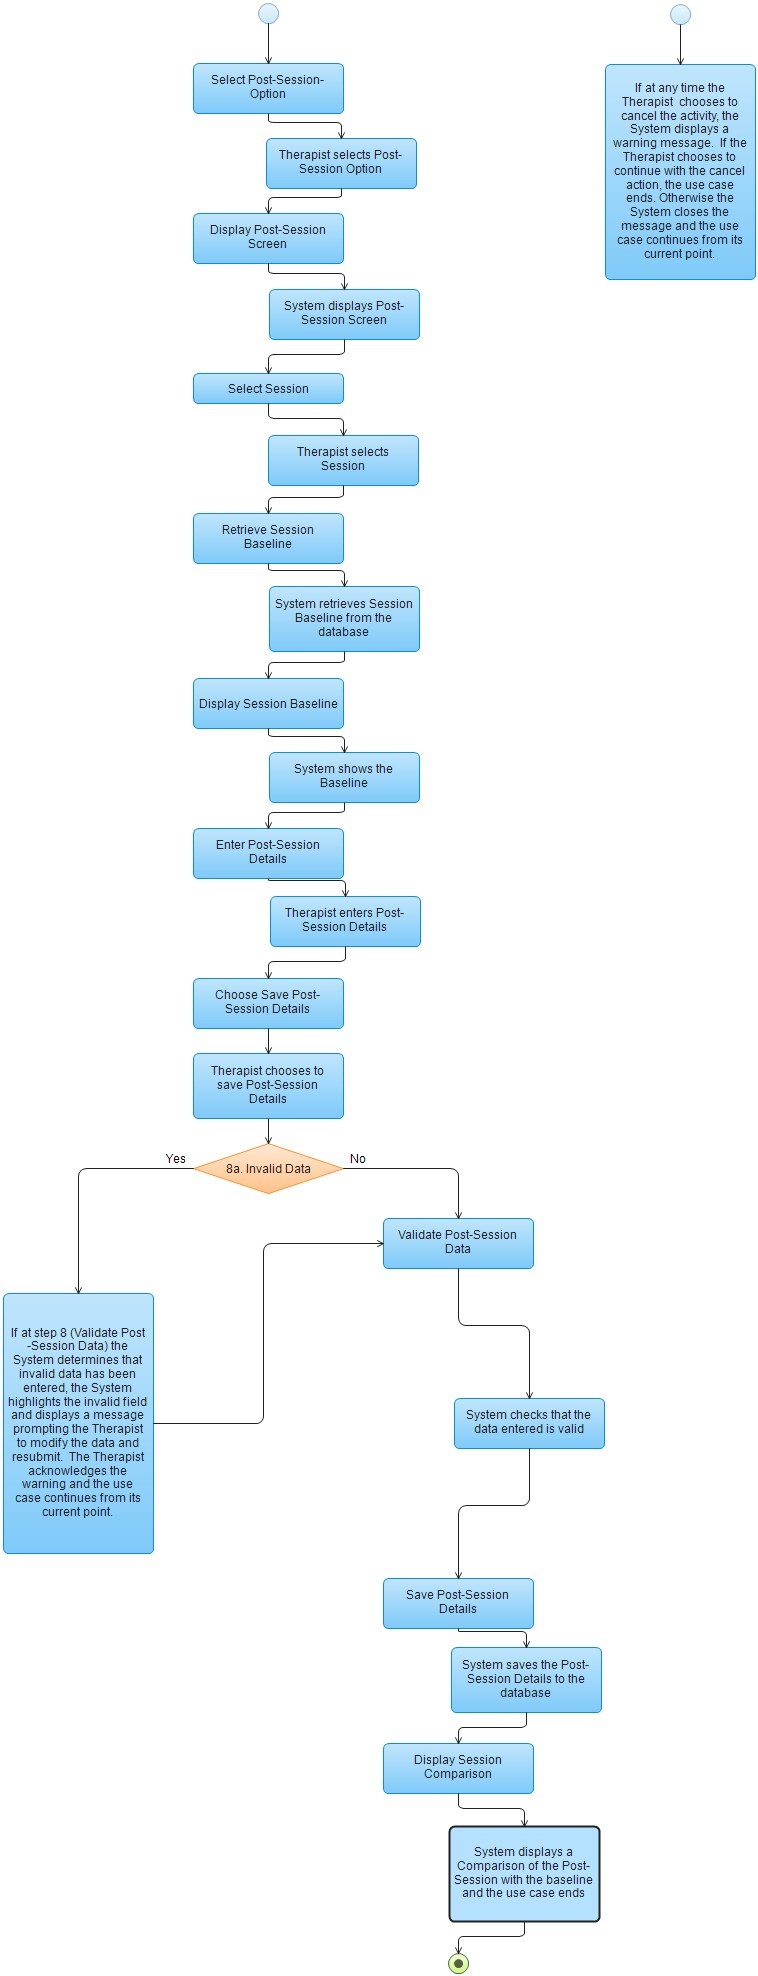 Select Post-Session-
Option
Therapist selects Post-
Session Option
Display Post-Session
Screen
System displays Post-
Session Screen
Select Session
Therapist selects
Session
Retrieve Session
Baseline
System retrieves Session
Baseline from the
database
Display Session Baseline
System shows the
Baseline
Enter Post-Session
Details
Therapist enters Post-
Session Details
Choose Save Post-
Session Details
Therapist chooses to
save Post-Session
Details
8a. Invalid Data
Yes
No
If at step 8 (Validate Post
-Session Data) the
System determines that
invalid data has been
entered, the System
highlights the invalid field
and displays a message
prompting the Therapist
to modify the data and
resubmit. The Therapist
acknowledges the
warning and the use
case continues from its
current point.
Validate Post-Session
Data
System checks that the
data entered is valid
Save Post-Session
Details
System saves the Post-
Session Details to the
database
Display Session
Comparison
System displays a
Comparison of the Post-
Session with the baseline
and the use case ends
If at any time the
Therapist chooses to
cancel the activity, the
System displays a
warning message. If the
Therapist chooses to
continue with the cancel
action, the use case
ends. Otherwise the
System closes the
message and the use
case continues from its
current point.